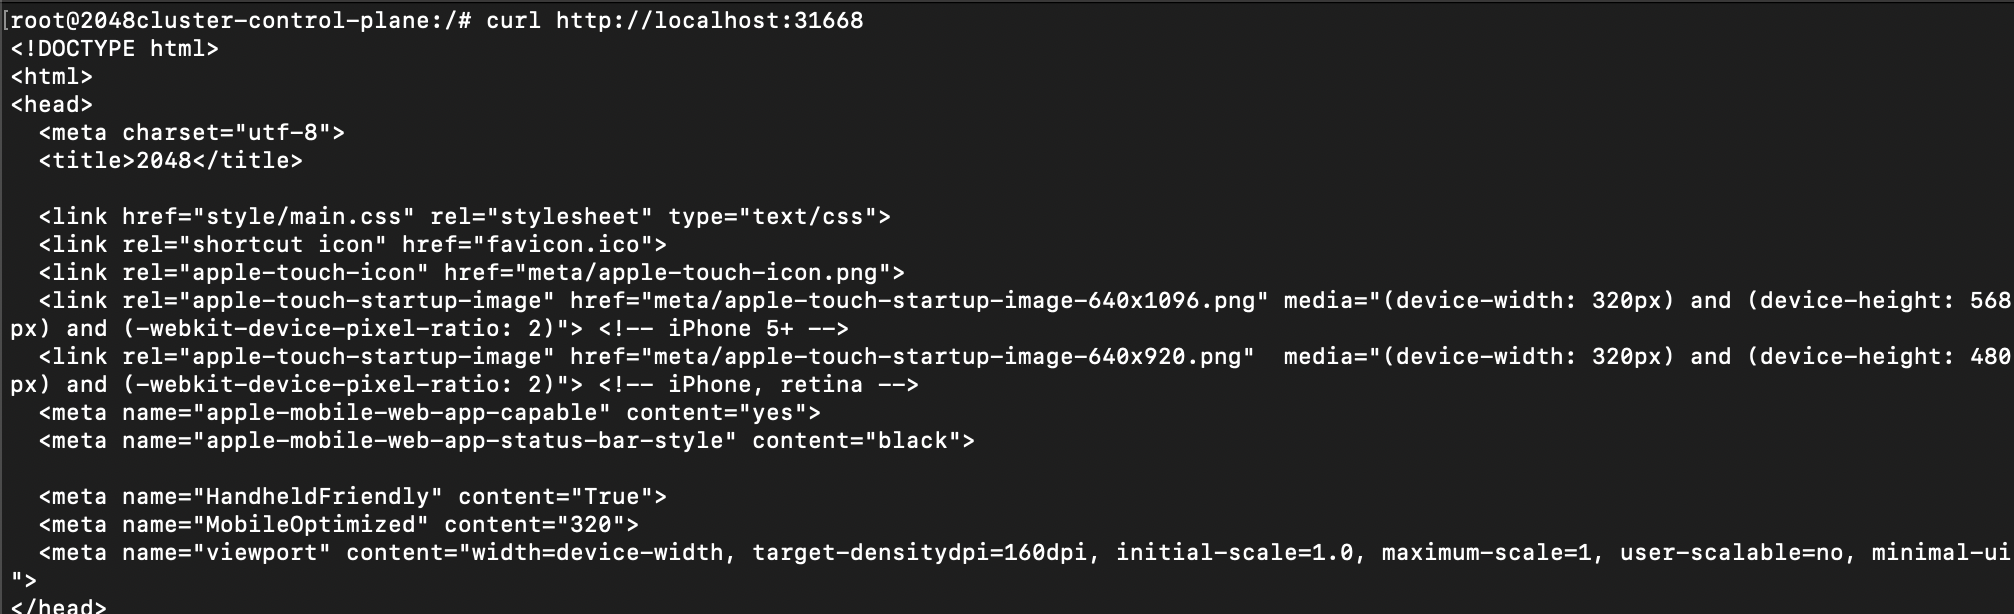 [root@2048cluster-control-plane:/# curl http://localhost:31668
<!DOCTYPE html>
<html>
<head>
  <meta charset="utf-8">
  <title>2048</title>

  <link href="style/main.css" rel="stylesheet" type="text/css">
  <link rel="shortcut icon" href="favicon.ico">
  <link rel="apple-touch-icon" href="meta/apple-touch-icon.png">
  <link rel="apple-touch-startup-image" href="meta/apple-touch-startup-image-640x1096.png" media="(device-width: 320px) and (device-height: 568
px) and (-webkit-device-pixel-ratio: 2)"> <!-- iPhone 5+ -->
  <link rel="apple-touch-startup-image" href="meta/apple-touch-startup-image-640x920.png"  media="(device-width: 320px) and (device-height: 480
px) and (-webkit-device-pixel-ratio: 2)"> <!-- iPhone, retina -->
  <meta name="apple-mobile-web-app-capable" content="yes">
  <meta name="apple-mobile-web-app-status-bar-style" content="black">

  <meta name="HandheldFriendly" content="True">
  <meta name="MobileOptimized" content="320">
  <meta name="viewport" content="width=device-width, target-densitydpi=160dpi, initial-scale=1.0, maximum-scale=1, user-scalable=no, minimal-ui
">
</head>